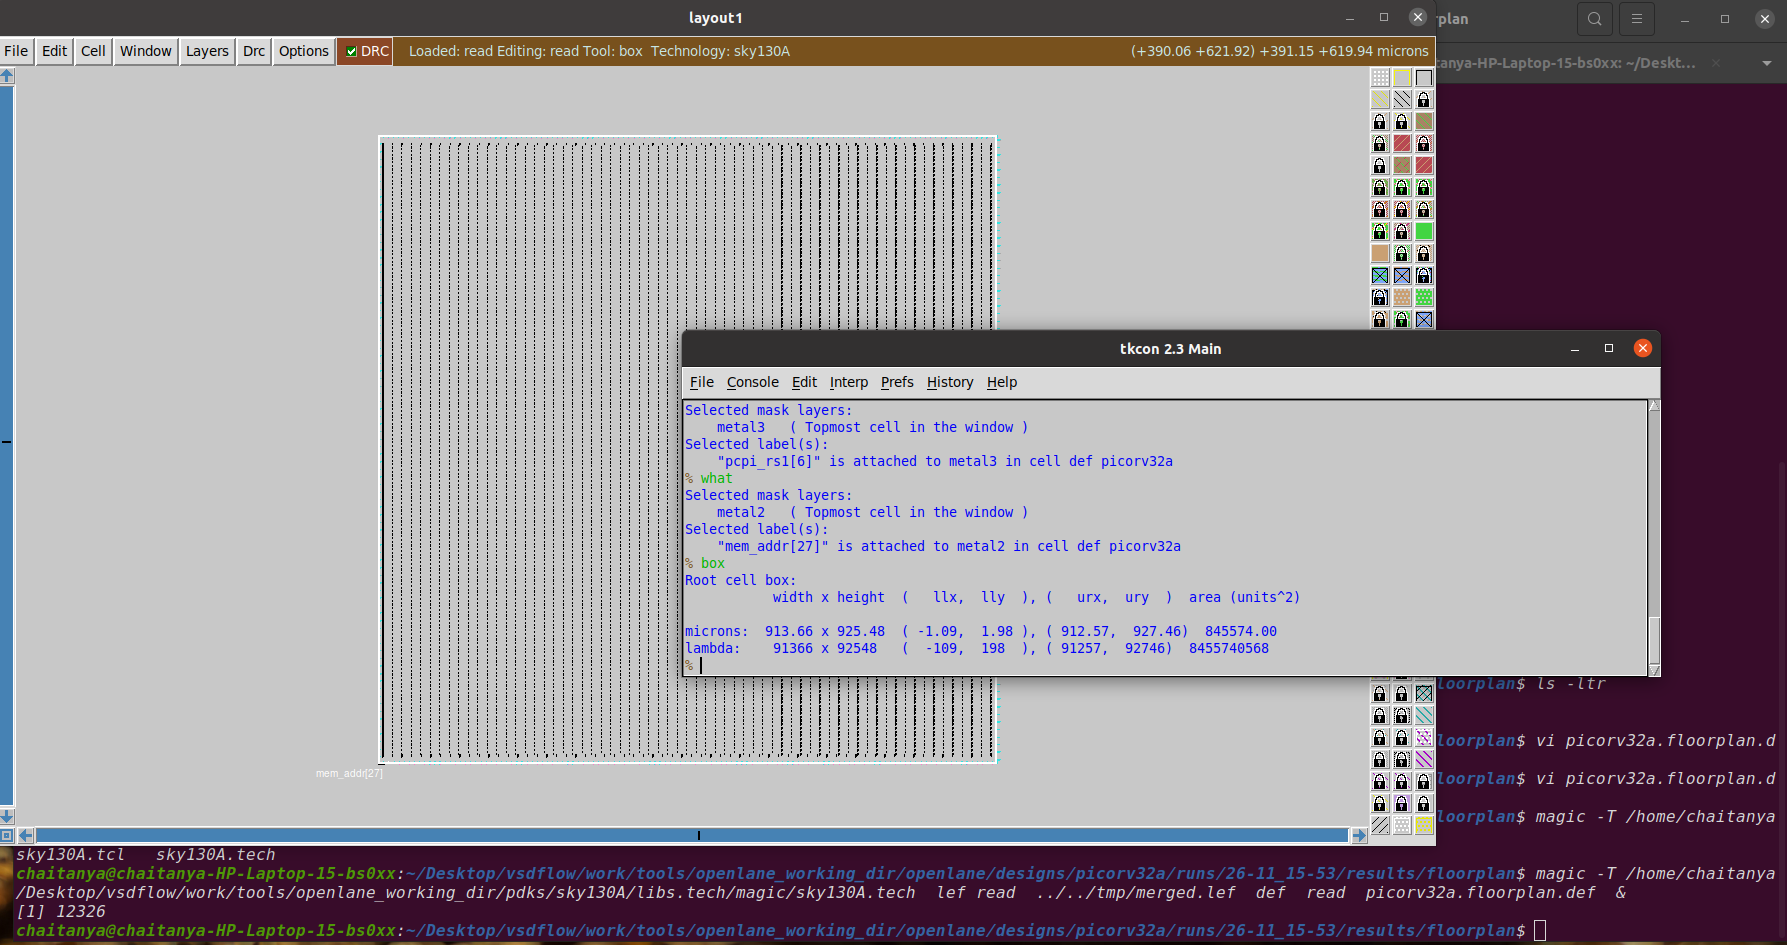 layout1
rplan
File Edit Cell Window Layers Drc Options DRC Loaded: read Editing: read Tool: box Technology: sky130A (+390.06 +621.92) +391.15 +619.94 microns
tanya-HP-Laptop-15-bs0xx: ~/Deskt...
tkcon 2.3 Main
File Console Edit Interp Prefs History Help
Selected mask layers:
metal3 ( Topmost cell in the window )
Selected label(s):
"pcpi_rs1[6]" is attached to metal3 in cell def picorv32a
% what
Selected mask layers:
metal2 ( Topmost cell in the window )
Selected label(s):
"mem_addr[27]" is attached to metal2 in cell def picorv32a
% box
Root cell box:
width x height ( llx, lly ), ( urx, ury ) area (units^2)
microns: 913.66 x 925.48 ( -1.09, 1.98 ), ( 912.57, 927.46) 845574.00
lambda: 91366 x 92548 ( -109, 198 ), ( 91257, 92746) 8455740568
%
mem_addr[27]
loorplan$ ls -ltr
loorplan$ vi picorv32a.floorplan.d
loorplan$ vi picorv32a.floorplan.d
loorplan$ magic -T /home/chaitanya
sky130A.tcl sky130A.tech
chaitanya@chaitanya-HP-Laptop-15-bs0xx:~/Desktop/vsdflow/work/tools/openlane_working_dir/openlane/designs/picorv32a/runs/26-11_15-53/results/floorplan$ magic -T /home/chaitanya
/Desktop/vsdflow/work/tools/openlane_working_dir/pdks/sky130A/libs.tech/magic/sky130A.tech lef read ../../tmp/merged.lef def read picorv32a.floorplan.def &
[1] 12326
chaitanya@chaitanya-HP-Laptop-15-bs0xx:~/Desktop/vsdflow/work/tools/openlane_working_dir/openlane/designs/picorv32a/runs/26-11_15-53/results/floorplan$